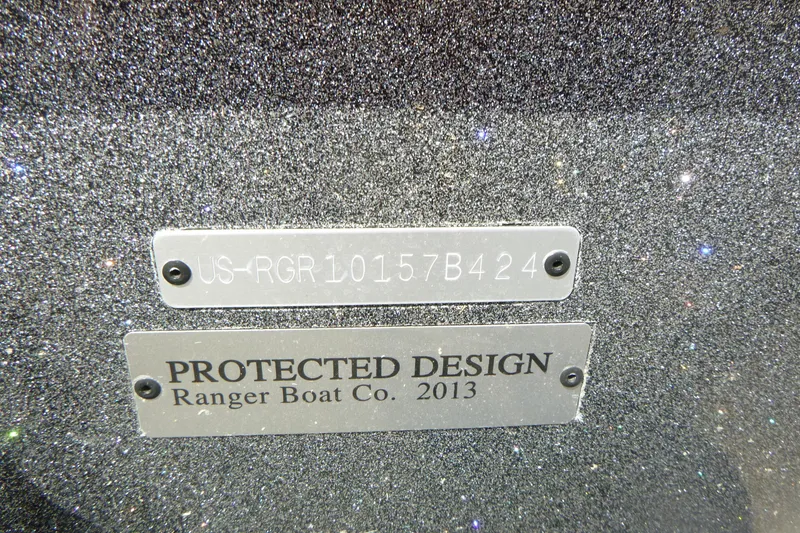 US-RGR10157B424
PROTECTED DESIGN
Ranger Boat Co. 2013